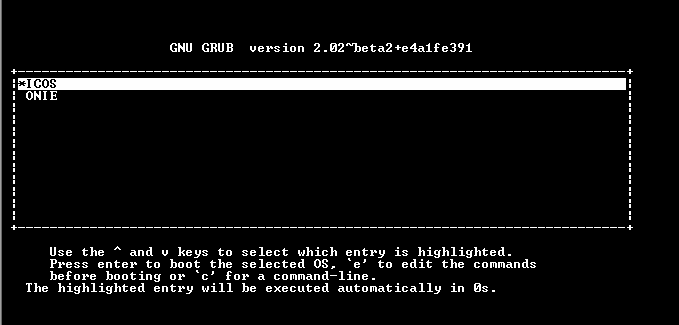 GNU GRUB  version 2.02~beta2+e4a1fe391
*ICOS
ONIE
Use the ^ and v keys to select which entry is highlighted.
Press enter to boot the selected OS, `e' to edit the commands
before booting or `c' for a command-line.
The highlighted entry will be executed automatically in 0s.